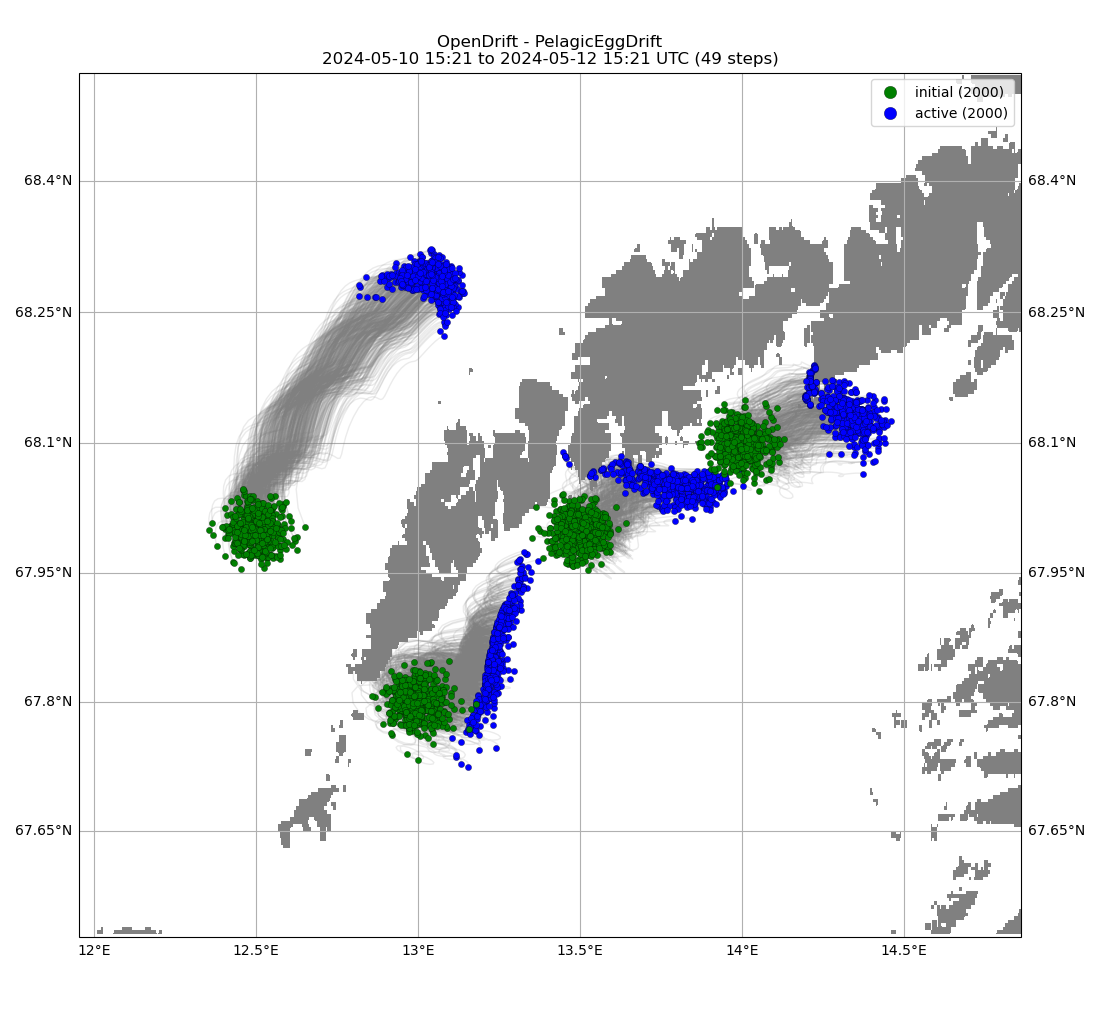 OpenDrift - PelagicEggDrift
2024-05-10 15:21 to 2024-05-12 15:21 UTC (49 steps)
initial (2000)
active (2000)
68.4°N
68.4°N
68.25°N
68.25°N
68.1°N
68.1°N
67.95°N
67.95°N
67.8°N
67.8°N
67.65°N
67.65°N
12°E
12.5°E
13°E
13.5°E
14°E
14.5°E